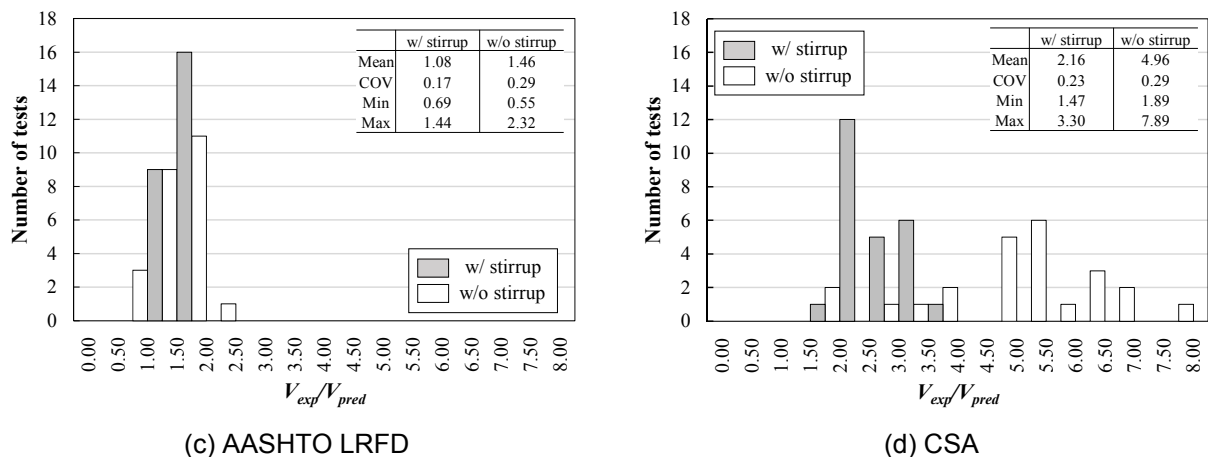 18
16
14
12
10
8
6
4
2
0
Number of tests
w/ stirrup w/o stirrup
Mean 1.08 1.46
COV 0.17 0.29
Min 0.69 0.55
Max 1.44 2.32
w/ stirrup
w/o stirrup
0.00 0.50 1.00 1.50 2.00 2.50 3.00 3.50 4.00 4.50 5.00 5.50 6.00 6.50 7.00 7.50 8.00
Vexp/Vpred
(c) AASHTO LRFD
18
16
14
12
10
8
6
4
2
0
Number of tests
w/ stirrup
w/o stirrup
w/ stirrup w/o stirrup
Mean 2.16 4.96
COV 0.23 0.29
Min 1.47 1.89
Max 3.30 7.89
0.00 0.50 1.00 1.50 2.00 2.50 3.00 3.50 4.00 4.50 5.00 5.50 6.00 6.50 7.00 7.50 8.00
Vexp/Vpred
(d) CSA